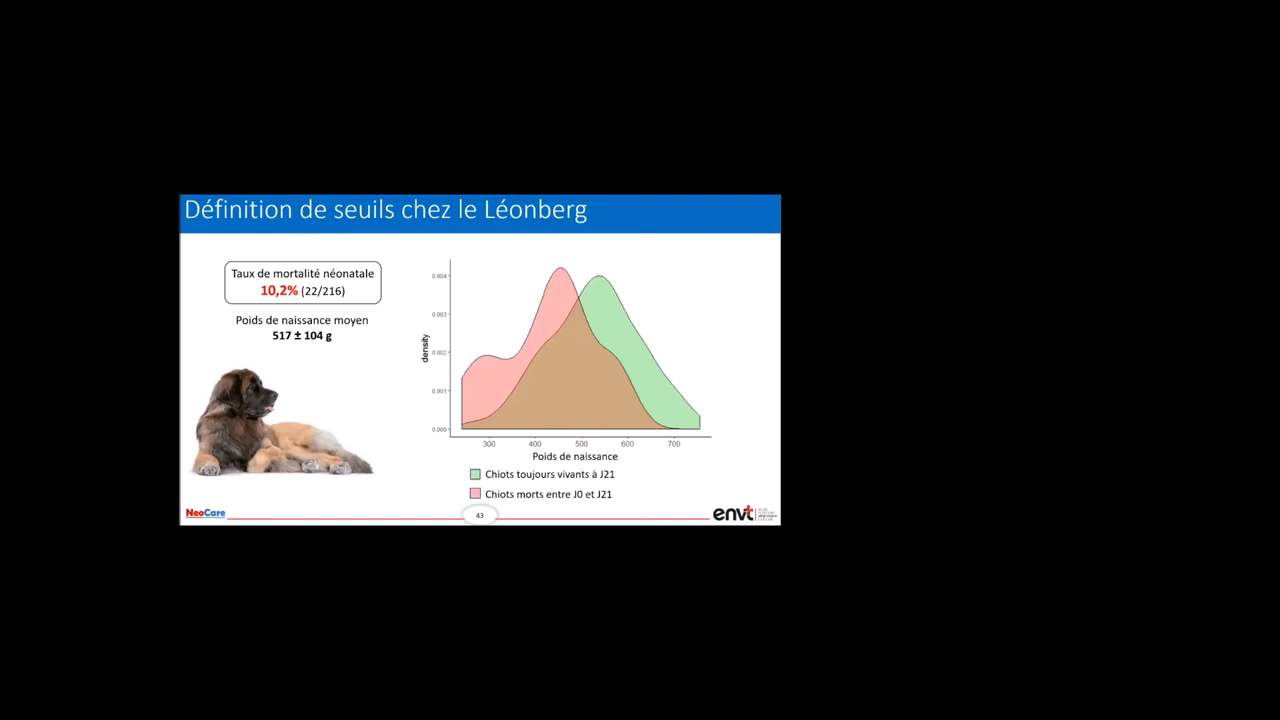 Définition de seuils chez le Léonberg
Taux de mortalité néonatale
10,2% (22/216)
Poids de naissance moyen
517 ± 104 g
density
0.004
0.003
0.002
0.001
0.000
300 400 500 600 700
Poids de naissance
Chiots toujours vivants à J21
Chiots morts entre J0 et J21
NeoCare
43
envt